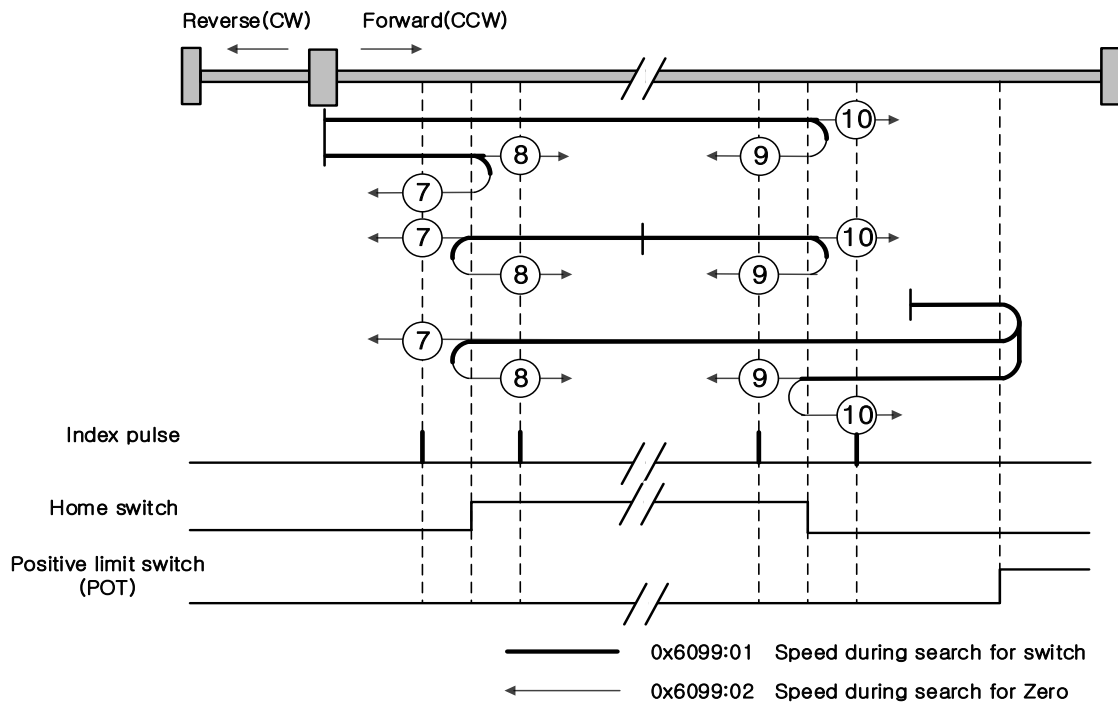 Reverse(CW) Forward(CCW)
10
8 9
7
7 10
8 9
7
8 9
10
Index pulse
Home switch
Positive limit switch
(POT)
0x6099:01 Speed during search for switch
0x6099:02 Speed during search for Zero